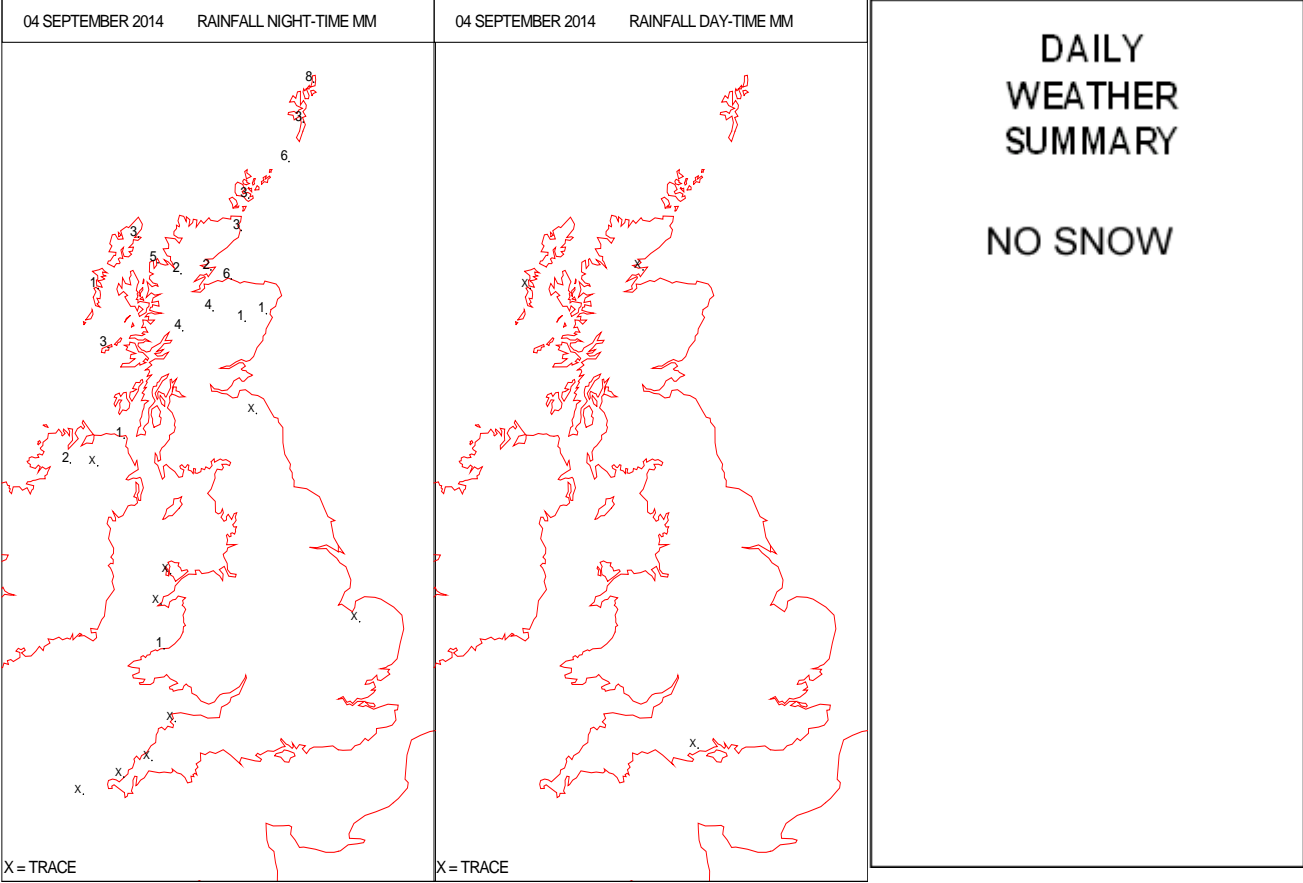 04 SEPTEMBER 2014 RAINFALL NIGHT-TIME MM
8
3
6
3
3
3
5
2
2
6
1
4
1
1
4
3
X
1
2
X
X
X
X
1
X
X
X
X
X = TRACE
04 SEPTEMBER 2014 RAINFALL DAY-TIME MM
X
X
X
X = TRACE
DAILY
WEATHER
SUMMARY
NO SNOW